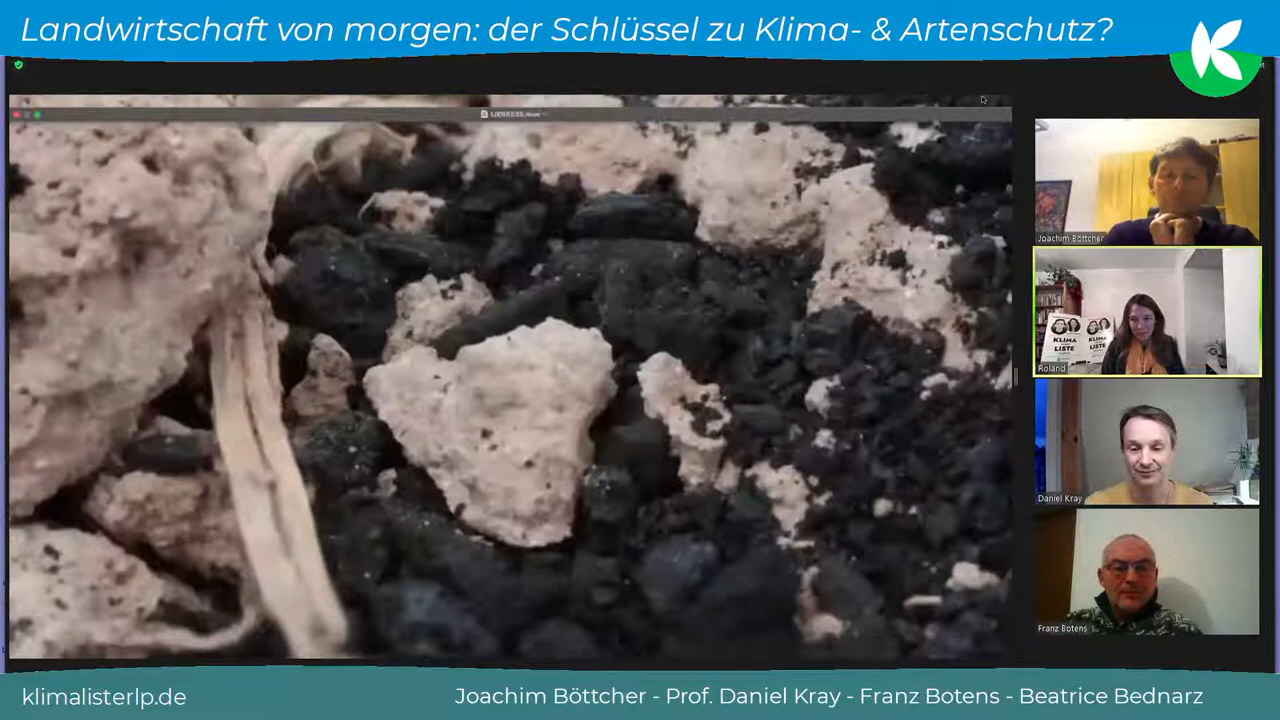 Landwirtschaft von morgen: der Schlüssel zu Klima- & Artenschutz?
Joachim Böttcher
KLIMA
LISTE
KLIMA
LISTE
Roland
Daniel Kray
Franz Botens
klimalisterlp.de
Joachim Böttcher - Prof. Daniel Kray - Franz Botens - Beatrice Bednarz